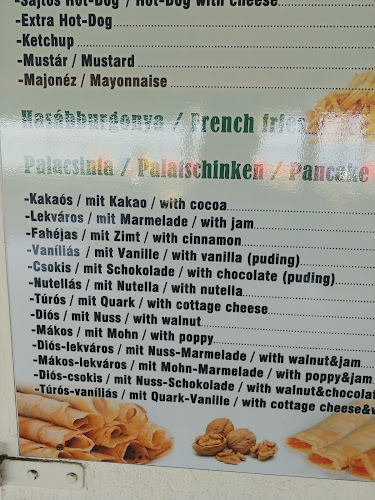 -Sajtos Hot-Dog / Hot-Dog with cheese
-Extra Hot-Dog
-Ketchup
-Mustár / Mustard
-Majonéz / Mayonnaise
Hasábburgonya / French fries
Palacsinta / Palatschinken / Pancake
-Kakaós / mit Kakao / with cocoa
-Lekváros / mit Marmelade / with jam
-Fahéjas / mit Zimt / with cinnamon
-Vaníliás / mit Vanille / with vanilla (puding)
-Csokis / mit Schokolade / with chocolate (puding)
-Nutellás / mit Nutella / with nutella
-Túrós / mit Quark / with cottage cheese
-Diós / mit Nuss / with walnut
-Mákos / mit Mohn / with poppy
-Diós-lekváros / mit Nuss-Marmelade / with walnut&jam
-Mákos-lekváros / mit Mohn-Marmelade / with poppy&jam
-Diós-csokis / mit Nuss-Schokolade / with walnut&chocolat
-Túrós-vaníliás / mit Quark-Vanille / with cottage cheese&v